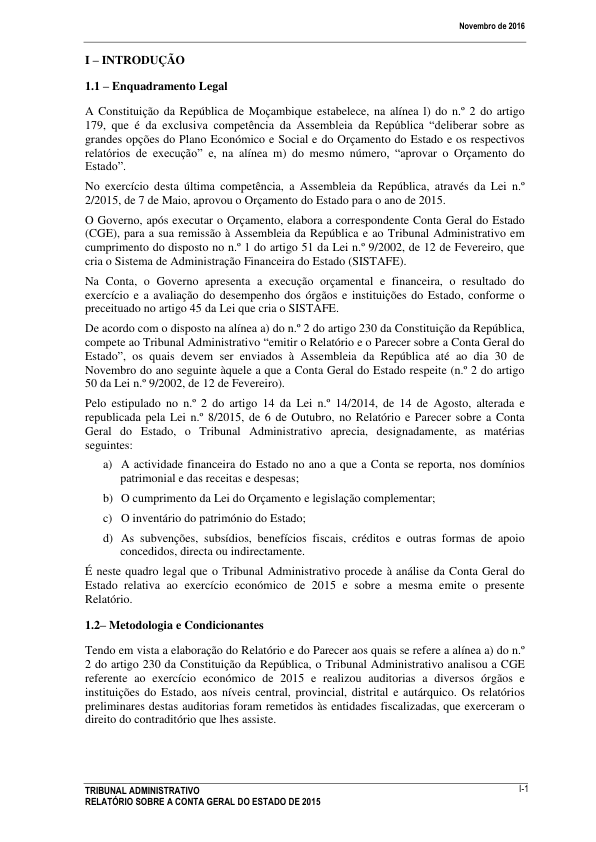 Novembro de 2016
I – INTRODUÇÃO
1.1 – Enquadramento Legal
A Constituição da República de Moçambique estabelece, na alínea l) do n.º 2 do artigo
179, que é da exclusiva competência da Assembleia da República “deliberar sobre as
grandes opções do Plano Económico e Social e do Orçamento do Estado e os respectivos
relatórios de execução” e, na alínea m) do mesmo número, “aprovar o Orçamento do
Estado”.
No exercício desta última competência, a Assembleia da República, através da Lei n.º
2/2015, de 7 de Maio, aprovou o Orçamento do Estado para o ano de 2015.
O Governo, após executar o Orçamento, elabora a correspondente Conta Geral do Estado
(CGE), para a sua remissão à Assembleia da República e ao Tribunal Administrativo em
cumprimento do disposto no n.º 1 do artigo 51 da Lei n.º 9/2002, de 12 de Fevereiro, que
cria o Sistema de Administração Financeira do Estado (SISTAFE).
Na Conta, o Governo apresenta a execução orçamental e financeira, o resultado do
exercício e a avaliação do desempenho dos órgãos e instituições do Estado, conforme o
preceituado no artigo 45 da Lei que cria o SISTAFE.
De acordo com o disposto na alínea a) do n.º 2 do artigo 230 da Constituição da República,
compete ao Tribunal Administrativo “emitir o Relatório e o Parecer sobre a Conta Geral do
Estado”, os quais devem ser enviados à Assembleia da República até ao dia 30 de
Novembro do ano seguinte àquele a que a Conta Geral do Estado respeite (n.º 2 do artigo
50 da Lei n.º 9/2002, de 12 de Fevereiro).
Pelo estipulado no n.º 2 do artigo 14 da Lei n.º 14/2014, de 14 de Agosto, alterada e
republicada pela Lei n.º 8/2015, de 6 de Outubro, no Relatório e Parecer sobre a Conta
Geral do Estado, o Tribunal Administrativo aprecia, designadamente, as matérias
seguintes:
a) A actividade financeira do Estado no ano a que a Conta se reporta, nos domínios
patrimonial e das receitas e despesas;
b) O cumprimento da Lei do Orçamento e legislação complementar;
c) O inventário do património do Estado;
d) As subvenções, subsídios, benefícios fiscais, créditos e outras formas de apoio
concedidos, directa ou indirectamente.
É neste quadro legal que o Tribunal Administrativo procede à análise da Conta Geral do
Estado relativa ao exercício económico de 2015 e sobre a mesma emite o presente
Relatório.
1.2– Metodologia e Condicionantes
Tendo em vista a elaboração do Relatório e do Parecer aos quais se refere a alínea a) do n.º
2 do artigo 230 da Constituição da República, o Tribunal Administrativo analisou a CGE
referente ao exercício económico de 2015 e realizou auditorias a diversos órgãos e
instituições do Estado, aos níveis central, provincial, distrital e autárquico. Os relatórios
preliminares destas auditorias foram remetidos às entidades fiscalizadas, que exerceram o
direito do contraditório que lhes assiste.
TRIBUNAL ADMINISTRATIVO I-1
RELATÓRIO SOBRE A CONTA GERAL DO ESTADO DE 2015